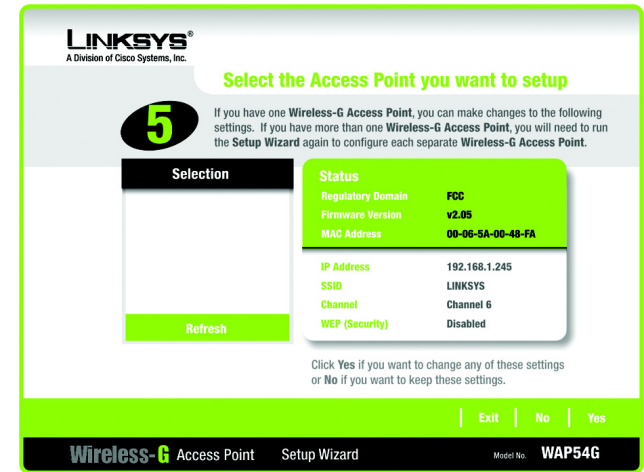 LINKSYS®
A Division of Cisco Systems, Inc.
Select the Access Point you want to setup
5
If you have one Wireless-G Access Point, you can make changes to the following
settings. If you have more than one Wireless-G Access Point, you will need to run
the Setup Wizard again to configure each separate Wireless-G Access Point.
Selection
Refresh
Status
Regulatory Domain FCC
Firmware Version v2.05
MAC Address 00-06-5A-00-48-FA
IP Address 192.168.1.245
SSID LINKSYS
Channel Channel 6
WEP (Security) Disabled
Click Yes if you want to change any of these settings
or No if you want to keep these settings.
Exit No Yes
Wireless-G Access Point Setup Wizard Model No. WAP54G